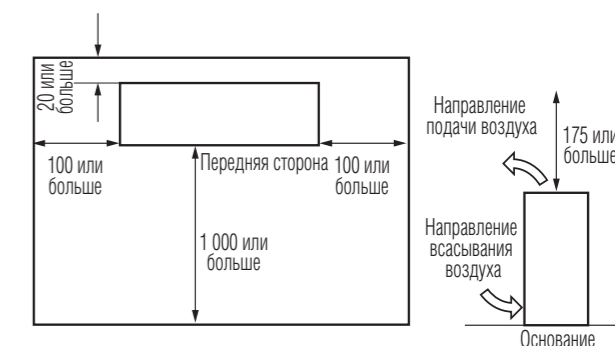 20 или
больше
100 или
больше
Передняя сторона
100 или
больше
1 000 или
больше
Направление
подачи воздуха
175 или
больше
Направление
всасывания
воздуха
Основание